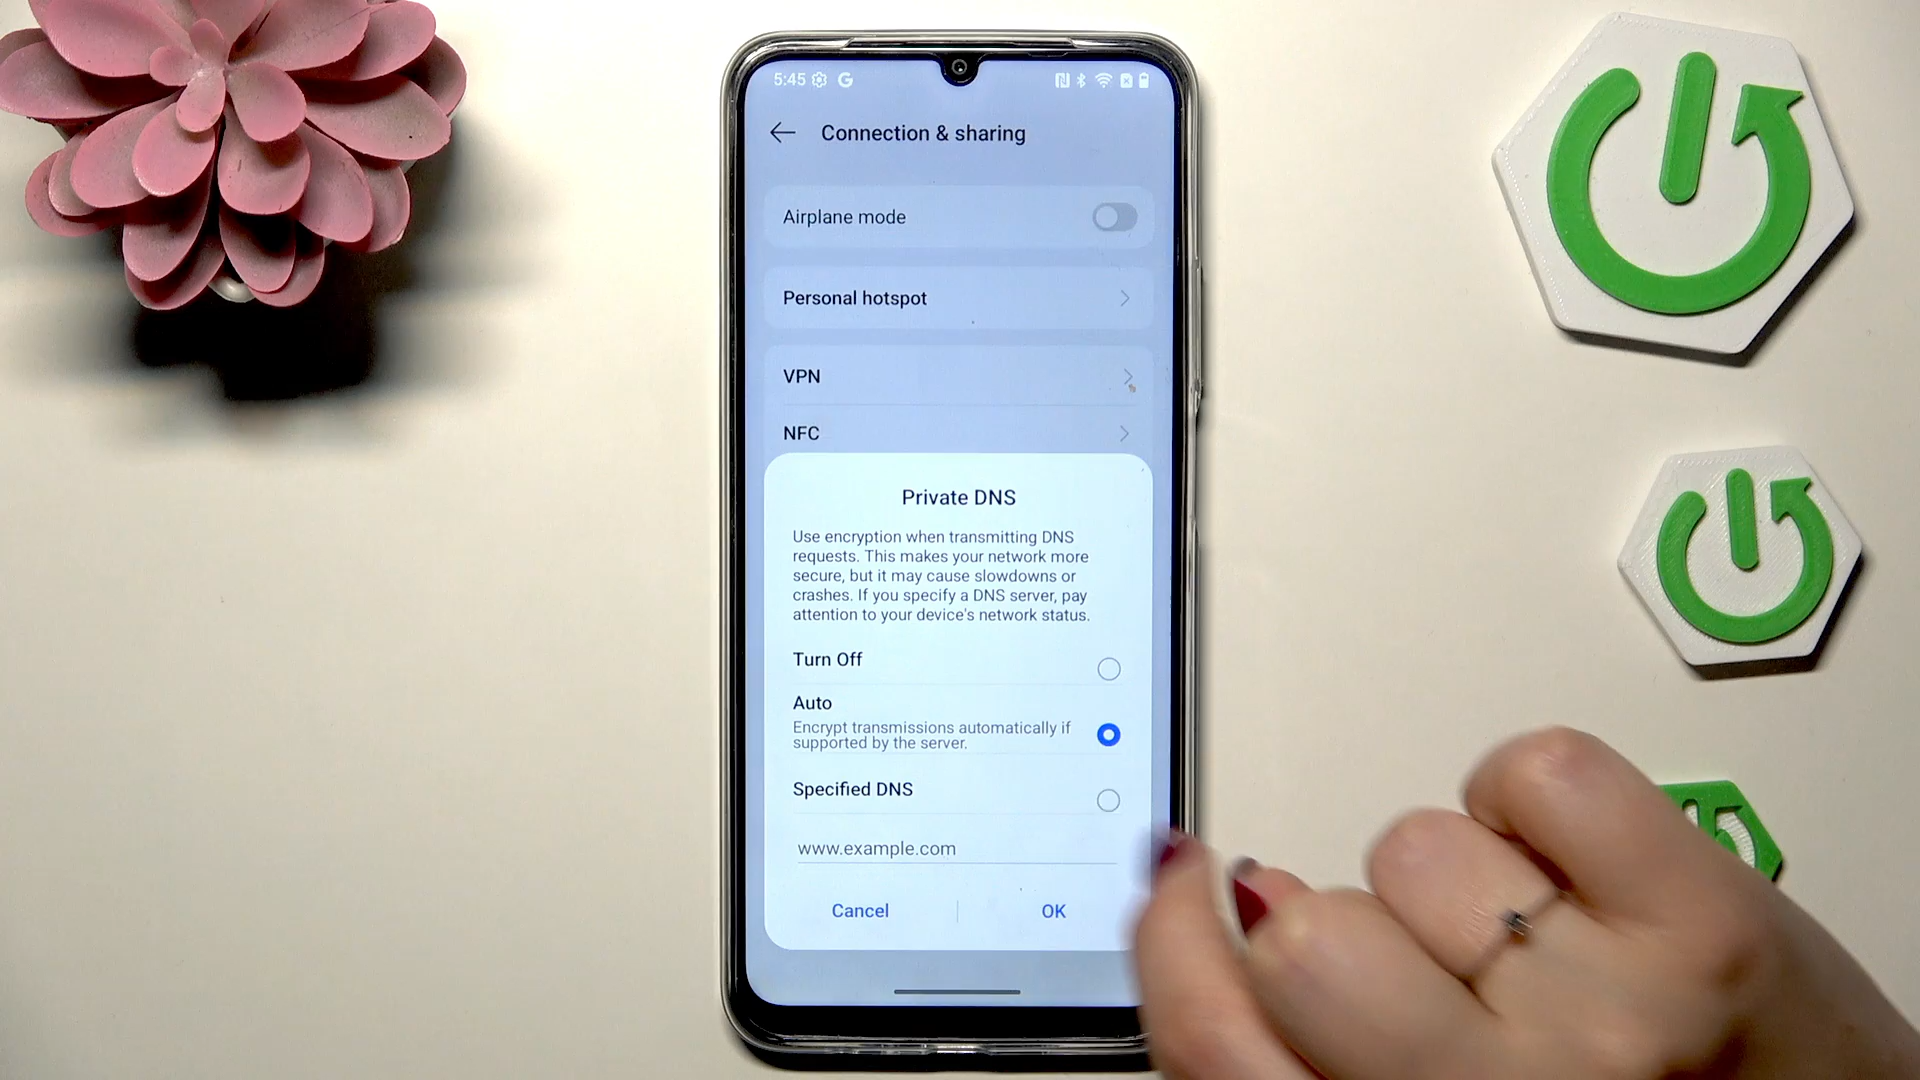 5:45
Connection & sharing
Airplane mode
Personal hotspot
VPN
NFC
Private DNS
Use encryption when transmitting DNS
requests. This makes your network more
secure, but it may cause slowdowns or
crashes. If you specify a DNS server, pay
attention to your device's network status.
Turn Off
Auto
Encrypt transmissions automatically if
supported by the server.
Specified DNS
www.example.com
Cancel
OK